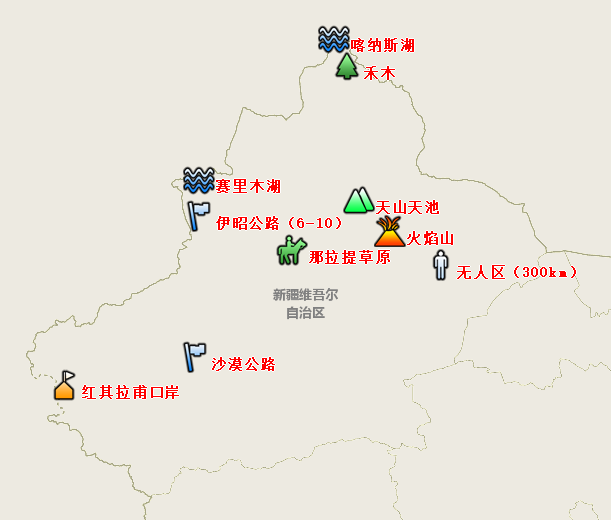 喀纳斯湖
禾木
赛里木湖
天山天池
伊昭公路（6-10）
火焰山
那拉提草原
无人区（300km）
新疆维吾尔
自治区
沙漠公路
红其拉甫口岸